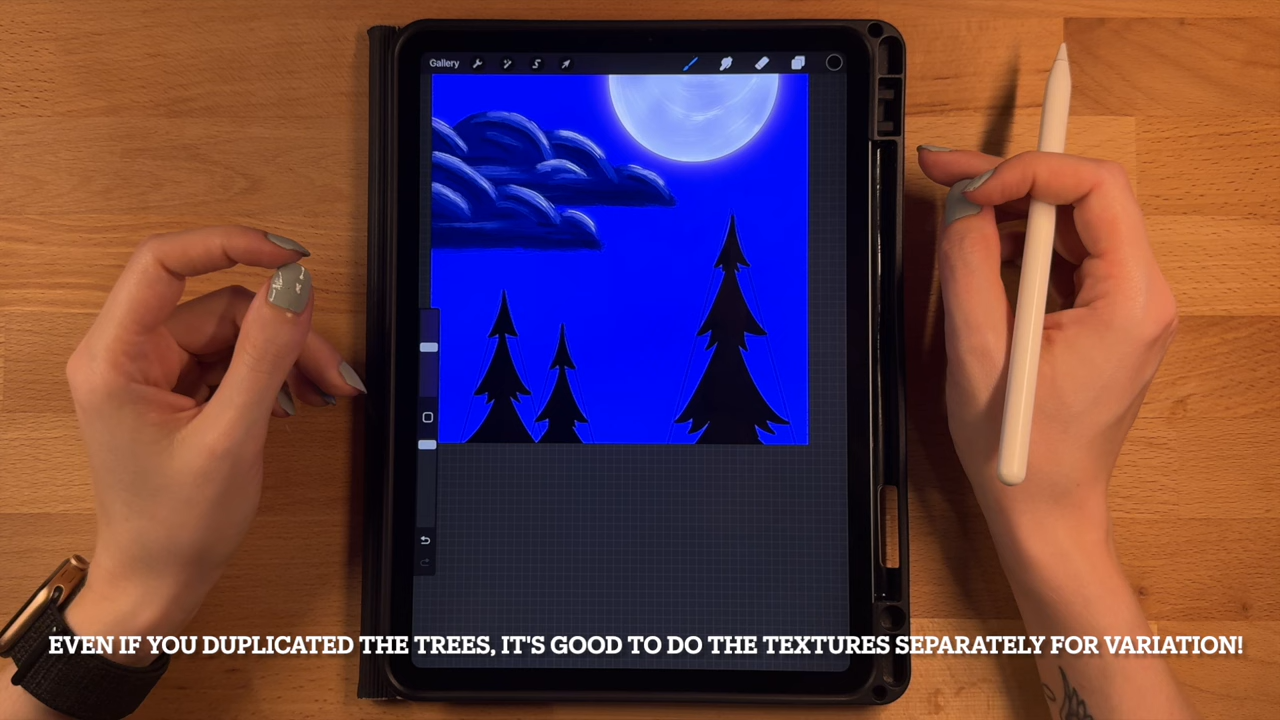 Gallery
EVEN IF YOU DUPLICATED THE TREES, IT'S GOOD TO DO THE TEXTURES SEPARATELY FOR VARIATION!